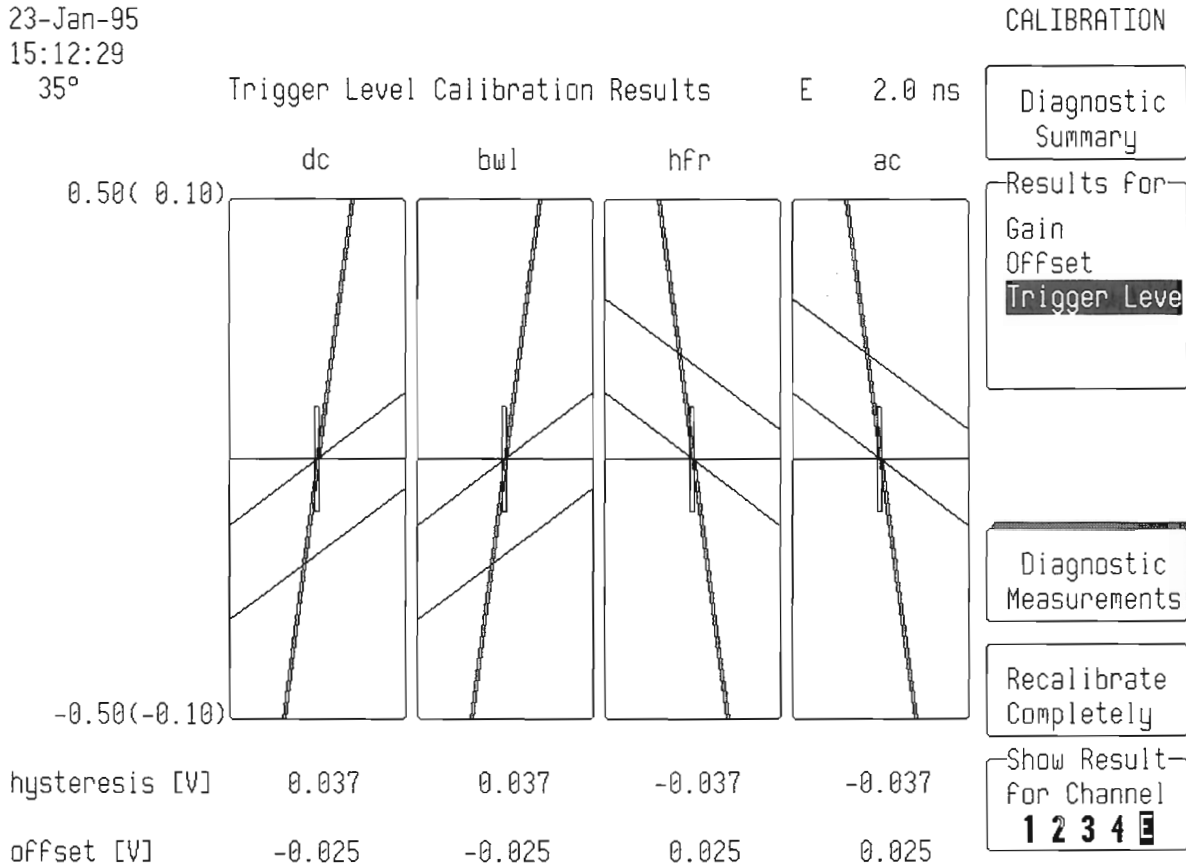 23-Jan-95
15:12:29
35°
Trigger Level Calibration Results E 2.0 ns
dc bwl hfr ac
0.50( 0.10)
-0.50(-0.10)
hysteresis [V] 0.037 0.037 -0.037 -0.037
offset [V] -0.025 -0.025 0.025 0.025
CALIBRATION
Diagnostic
Summary
Results for
Gain
Offset
Trigger Leve
Diagnostic
Measurements
Recalibrate
Completely
Show Result
for Channel
1 2 3 4 E